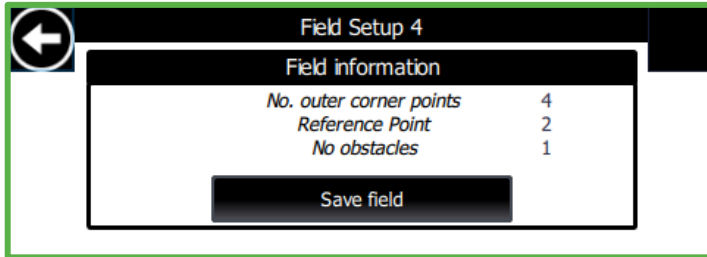 Field Setup 4
Field information
No. outer corner points 4
Reference Point 2
No obstacles 1
Save field